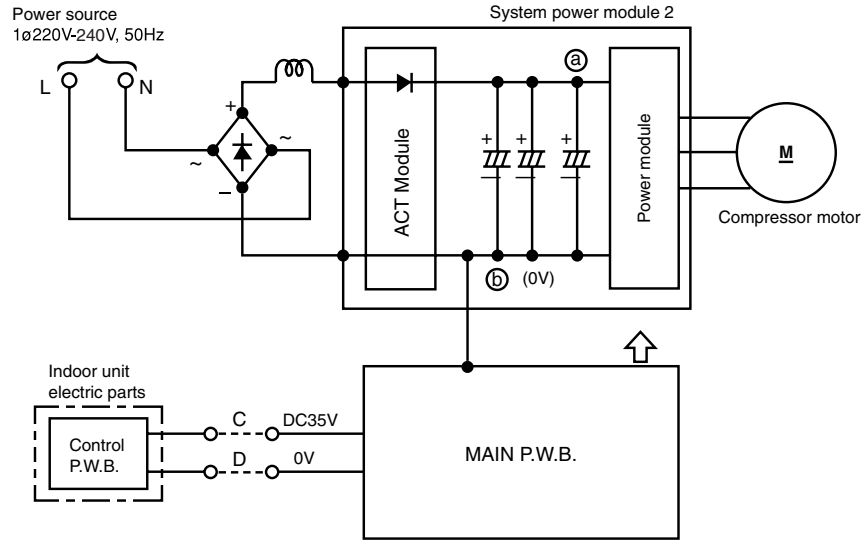 Power source
1ø220V-240V, 50Hz
L
N
+
~
~
−
System power module 2
ACT Module
+
−
+
−
+
−
ⓐ
ⓑ
(0V)
Power module
M
Compressor motor
Indoor unit
electric parts
Control
P.W.B.
C
DC35V
D
0V
MAIN P.W.B.